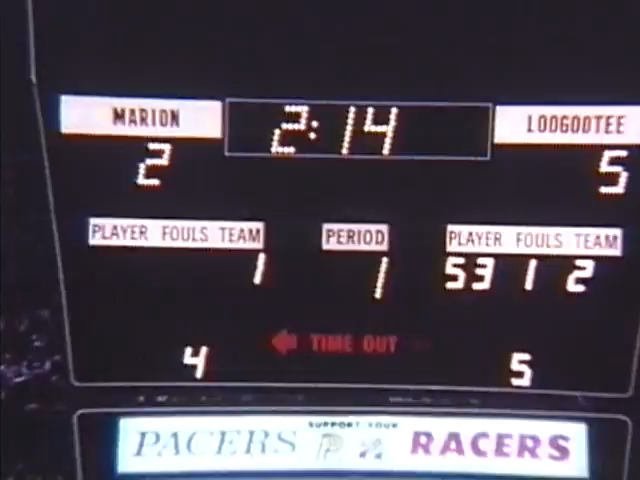 MARION 2:14 LOOGOOTEE
2 5
PLAYER FOULS TEAM PERIOD PLAYER FOULS TEAM
1 1 53 1 2
TIME OUT
4 5
SUPPORT YOUR
PACERS RACERS